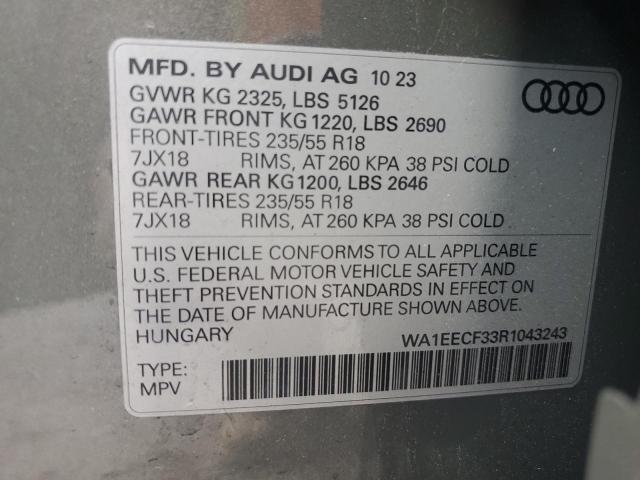 MFD. BY AUDI AG 10 23
GVWR KG 2325, LBS 5126
GAWR FRONT KG 1220, LBS 2690
FRONT-TIRES 235/55 R18
7JX18 RIMS, AT 260 KPA 38 PSI COLD
GAWR REAR KG 1200, LBS 2646
REAR-TIRES 235/55 R18
7JX18 RIMS, AT 260 KPA 38 PSI COLD
THIS VEHICLE CONFORMS TO ALL APPLICABLE
U.S. FEDERAL MOTOR VEHICLE SAFETY AND
THEFT PREVENTION STANDARDS IN EFFECT ON
THE DATE OF MANUFACTURE SHOWN ABOVE.
HUNGARY WA1EECF33R1043243
TYPE:
MPV